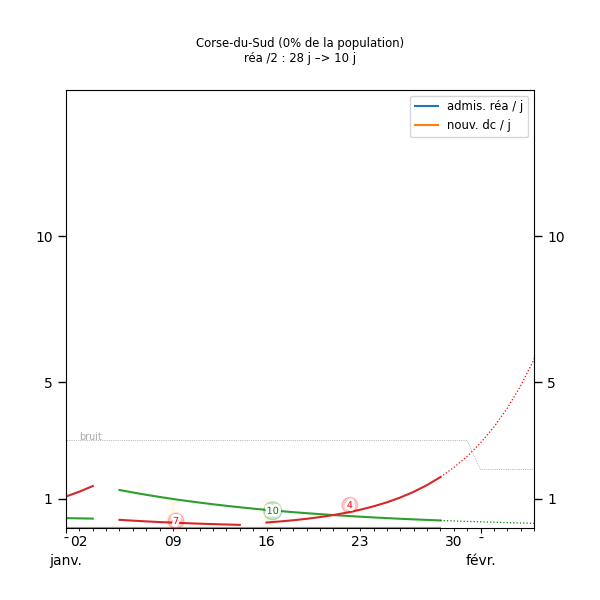 Corse-du-Sud (0% de la population)
réa /2 : 28 j –> 10 j
admis. réa / j
nouv. dc / j
10 10
5 5
bruit
1 1
7 10 4
02 09 16 23 30 -
janv. févr.